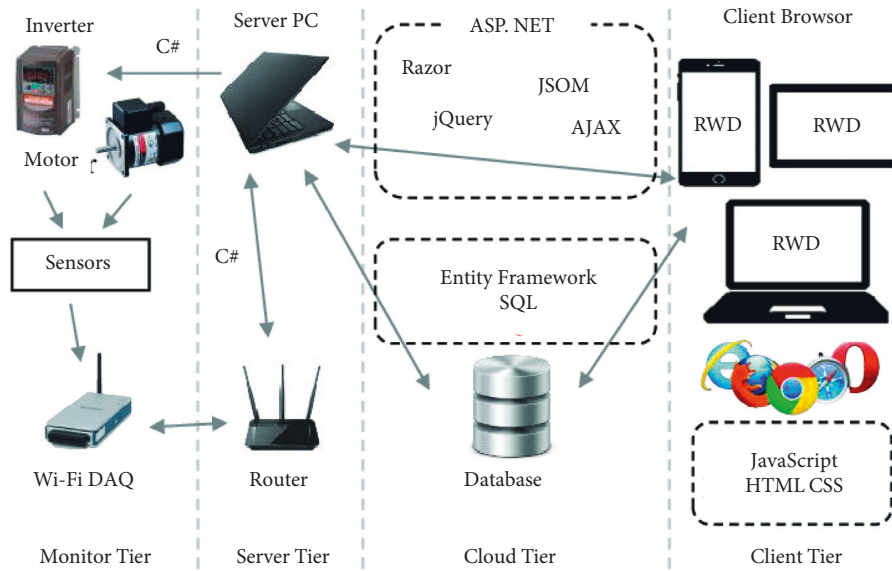 Inverter
C#
Server PC
ASP. NET
Client Browsor
Razor
JSOM
jQuery
AJAX
RWD
RWD
Motor
RWD
Sensors
C#
Entity Framework
SQL
Wi-Fi DAQ
Router
Database
JavaScript
HTML CSS
Monitor Tier
Server Tier
Cloud Tier
Client Tier